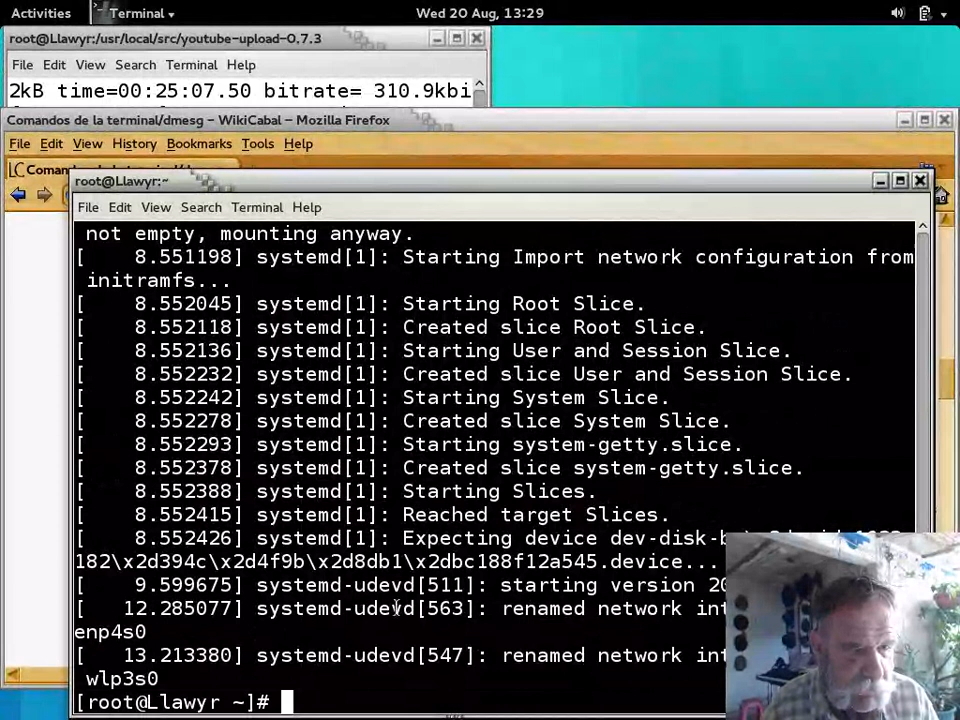 Activities Terminal Wed 20 Aug, 13:29
root@Llawyr:/usr/local/src/youtube-upload-0.7.3
File Edit View Search Terminal Help
2kB time=00:25:07.50 bitrate= 310.9kbi
Comandos de la terminal/dmesg - WikiCabal - Mozilla Firefox
File Edit View History Bookmarks Tools Help
root@Llawyr:~
File Edit View Search Terminal Help
not empty, mounting anyway.
[    8.551198] systemd[1]: Starting Import network configuration from
initramfs...
[    8.552045] systemd[1]: Starting Root Slice.
[    8.552118] systemd[1]: Created slice Root Slice.
[    8.552136] systemd[1]: Starting User and Session Slice.
[    8.552232] systemd[1]: Created slice User and Session Slice.
[    8.552242] systemd[1]: Starting System Slice.
[    8.552278] systemd[1]: Created slice System Slice.
[    8.552293] systemd[1]: Starting system-getty.slice.
[    8.552378] systemd[1]: Created slice system-getty.slice.
[    8.552388] systemd[1]: Starting Slices.
[    8.552415] systemd[1]: Reached target Slices.
[    8.552426] systemd[1]: Expecting device
182\x2d394c\x2d4f9b\x2d8db1\x2dbc188f12a545.device...
[    9.599675] systemd-udevd[511]: starting version
[   12.285077] systemd-udevd[563]: renamed network
enp4s0
[   13.213380] systemd-udevd[547]: renamed network
wlp3s0
[root@Llawyr ~]#